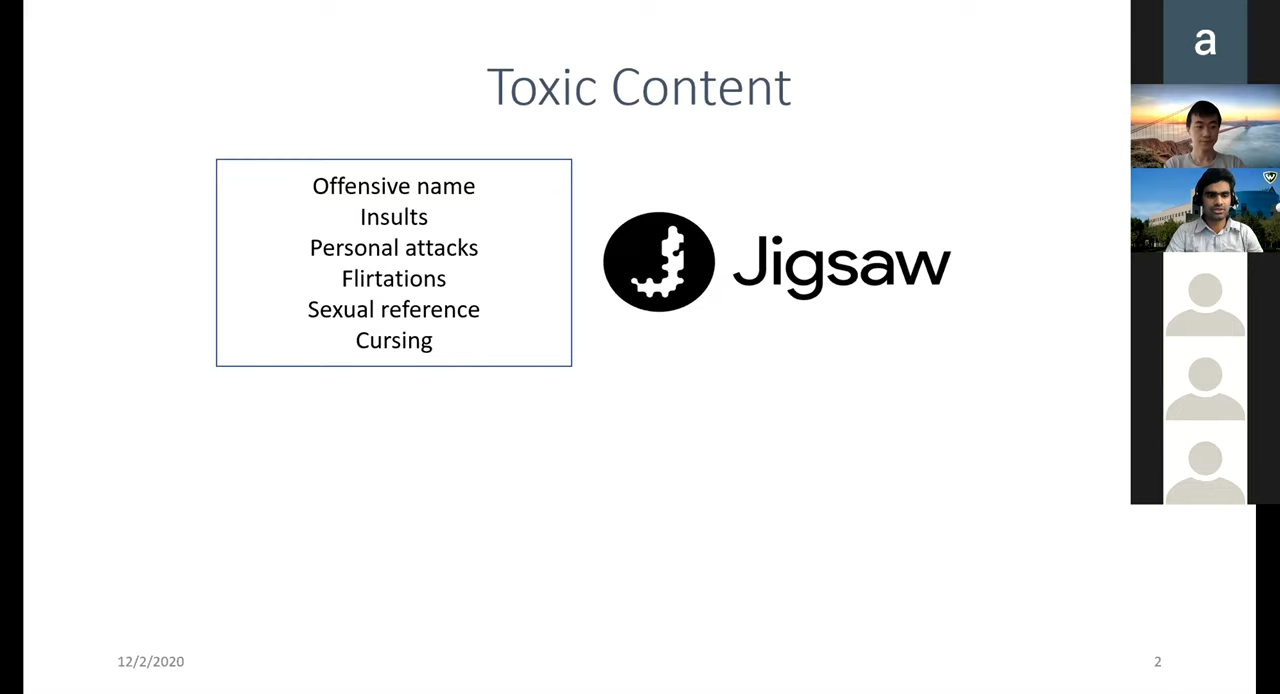 Toxic Content
Offensive name
Insults
Personal attacks
Flirtations
Sexual reference
Cursing
Jigsaw
a
12/2/2020
2